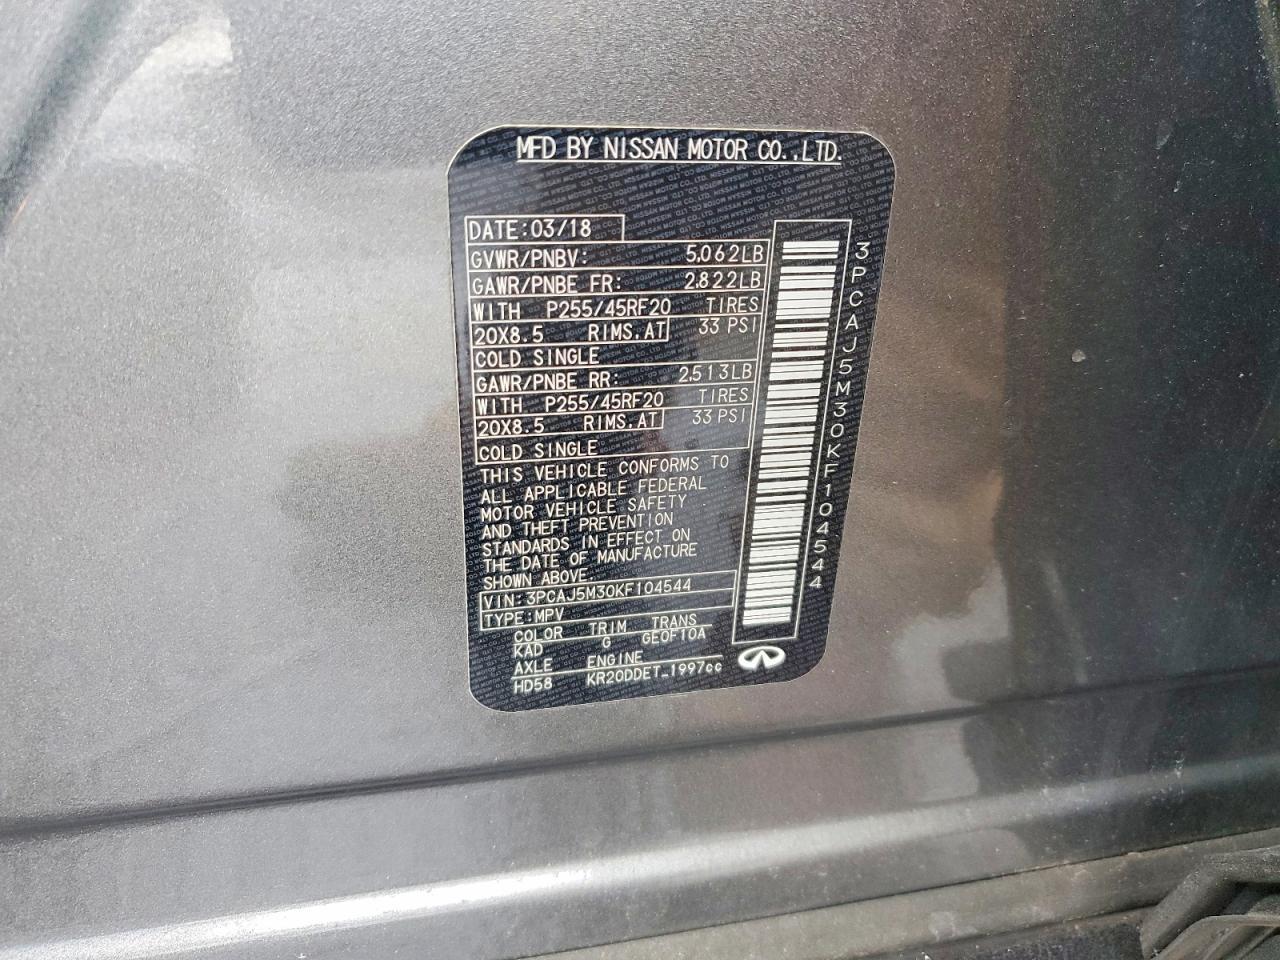 MFD BY NISSAN MOTOR CO.,LTD.
DATE:03/18
GVWR/PNBV: 5.062LB
GAWR/PNBE FR: 2.822LB
WITH P255/45RF20 TIRES
20X8.5 RIMS.AT 33 PSI
COLD SINGLE
GAWR/PNBE RR: 2.513LB
WITH P255/45RF20 TIRES
20X8.5 RIMS.AT 33 PSI
COLD SINGLE
THIS VEHICLE CONFORMS TO
ALL APPLICABLE FEDERAL
MOTOR VEHICLE SAFETY
AND THEFT PREVENTION
STANDARDS IN EFFECT ON
THE DATE OF MANUFACTURE
SHOWN ABOVE.
VIN:3PCAJ5M30KF104544
TYPE:MPV
COLOR TRIM TRANS
KAD G GEOF10A
AXLE ENGINE
HD58 KR20DDET_1997cc
3PCAJ5M30KF104544